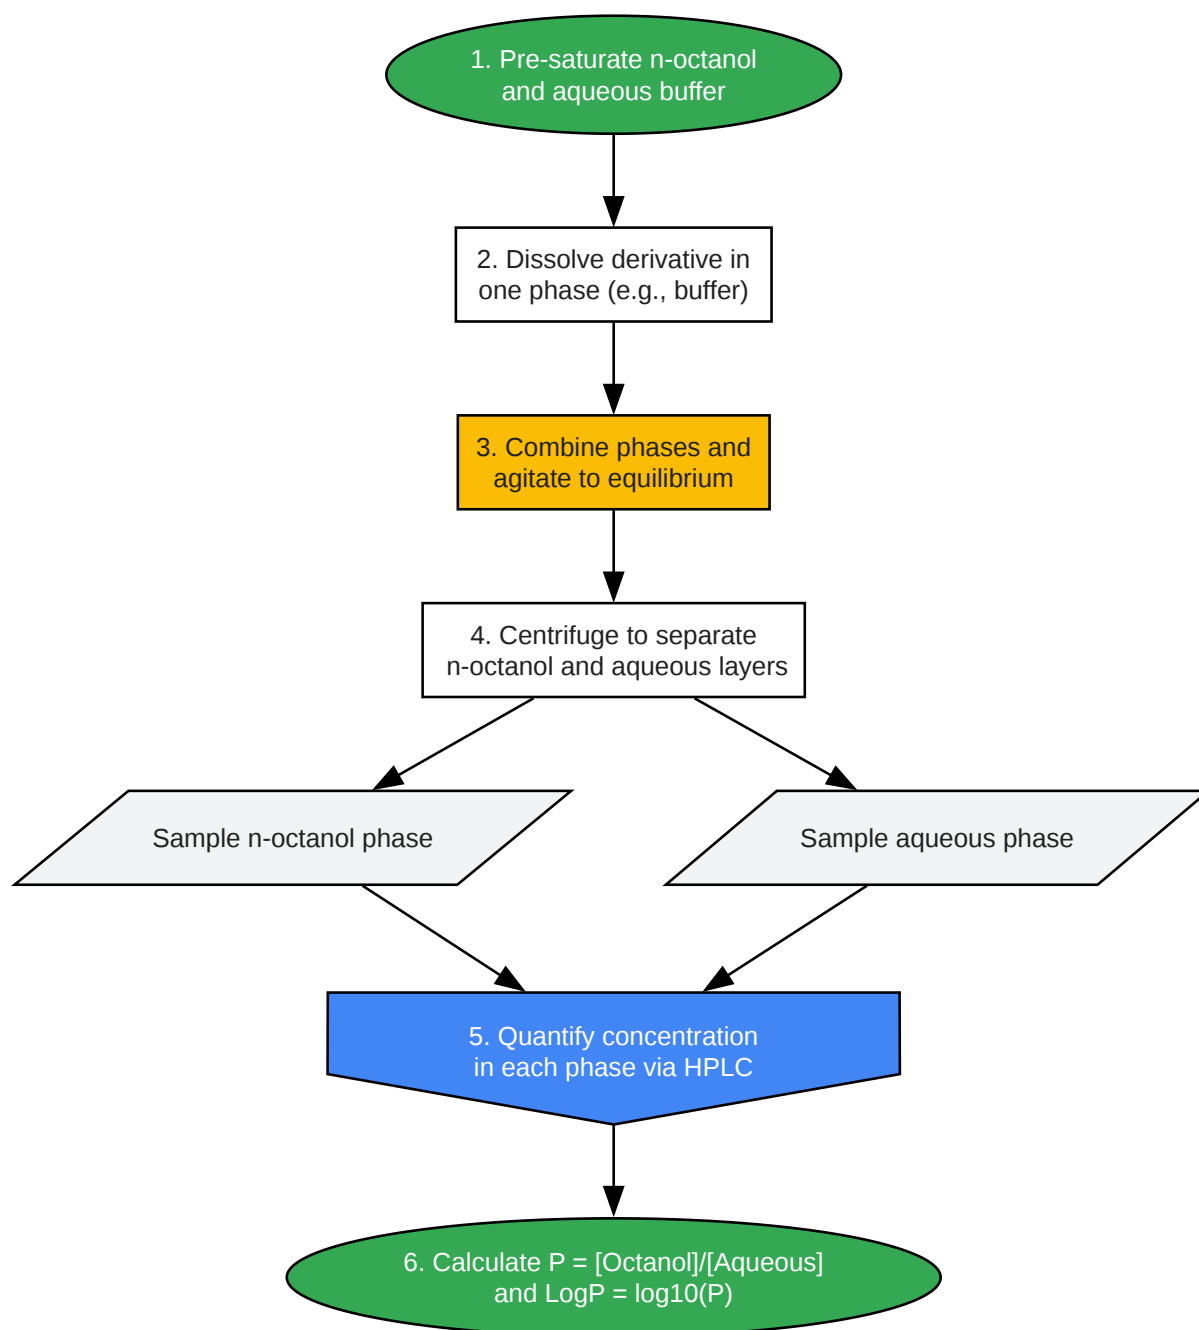 1. Pre-saturate n-octanol
and aqueous buffer
2. Dissolve derivative in
one phase (e.g., buffer)
3. Combine phases and
agitate to equilibrium
4. Centrifuge to separate
n-octanol and aqueous layers
Sample n-octanol phase
Sample aqueous phase
5. Quantify concentration
in each phase via HPLC
6. Calculate P = [Octanol]/[Aqueous]
and LogP = log10(P)